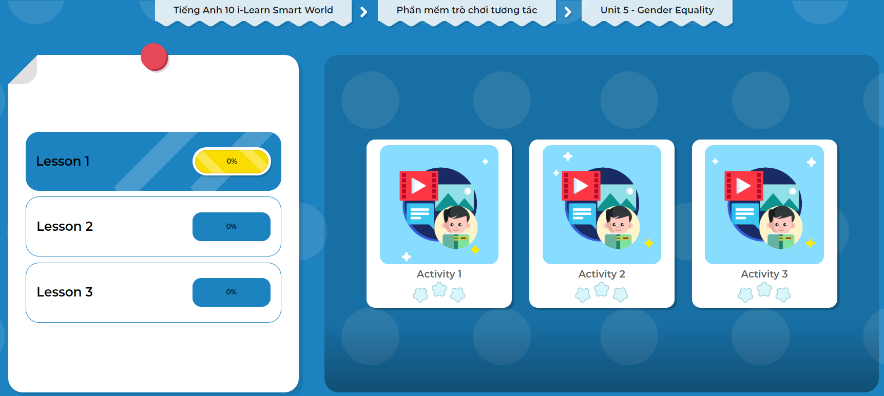 Tiếng Anh 10 i-Learn Smart World
Phần mềm trò chơi tương tác
Unit 5 - Gender Equality
Lesson 1
0%
Lesson 2
0%
Lesson 3
0%
Activity 1
Activity 2
Activity 3